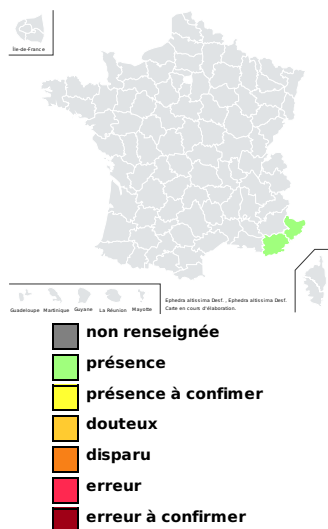 Île-de-France
Ephedra altissima Desf. , Ephedra altissima Desf.
Carte en cours d'élaboration.
Guadeloupe Martinique Guyane La Réunion Mayotte
non renseignée
présence
présence à confimer
douteux
disparu
erreur
erreur à confirmer